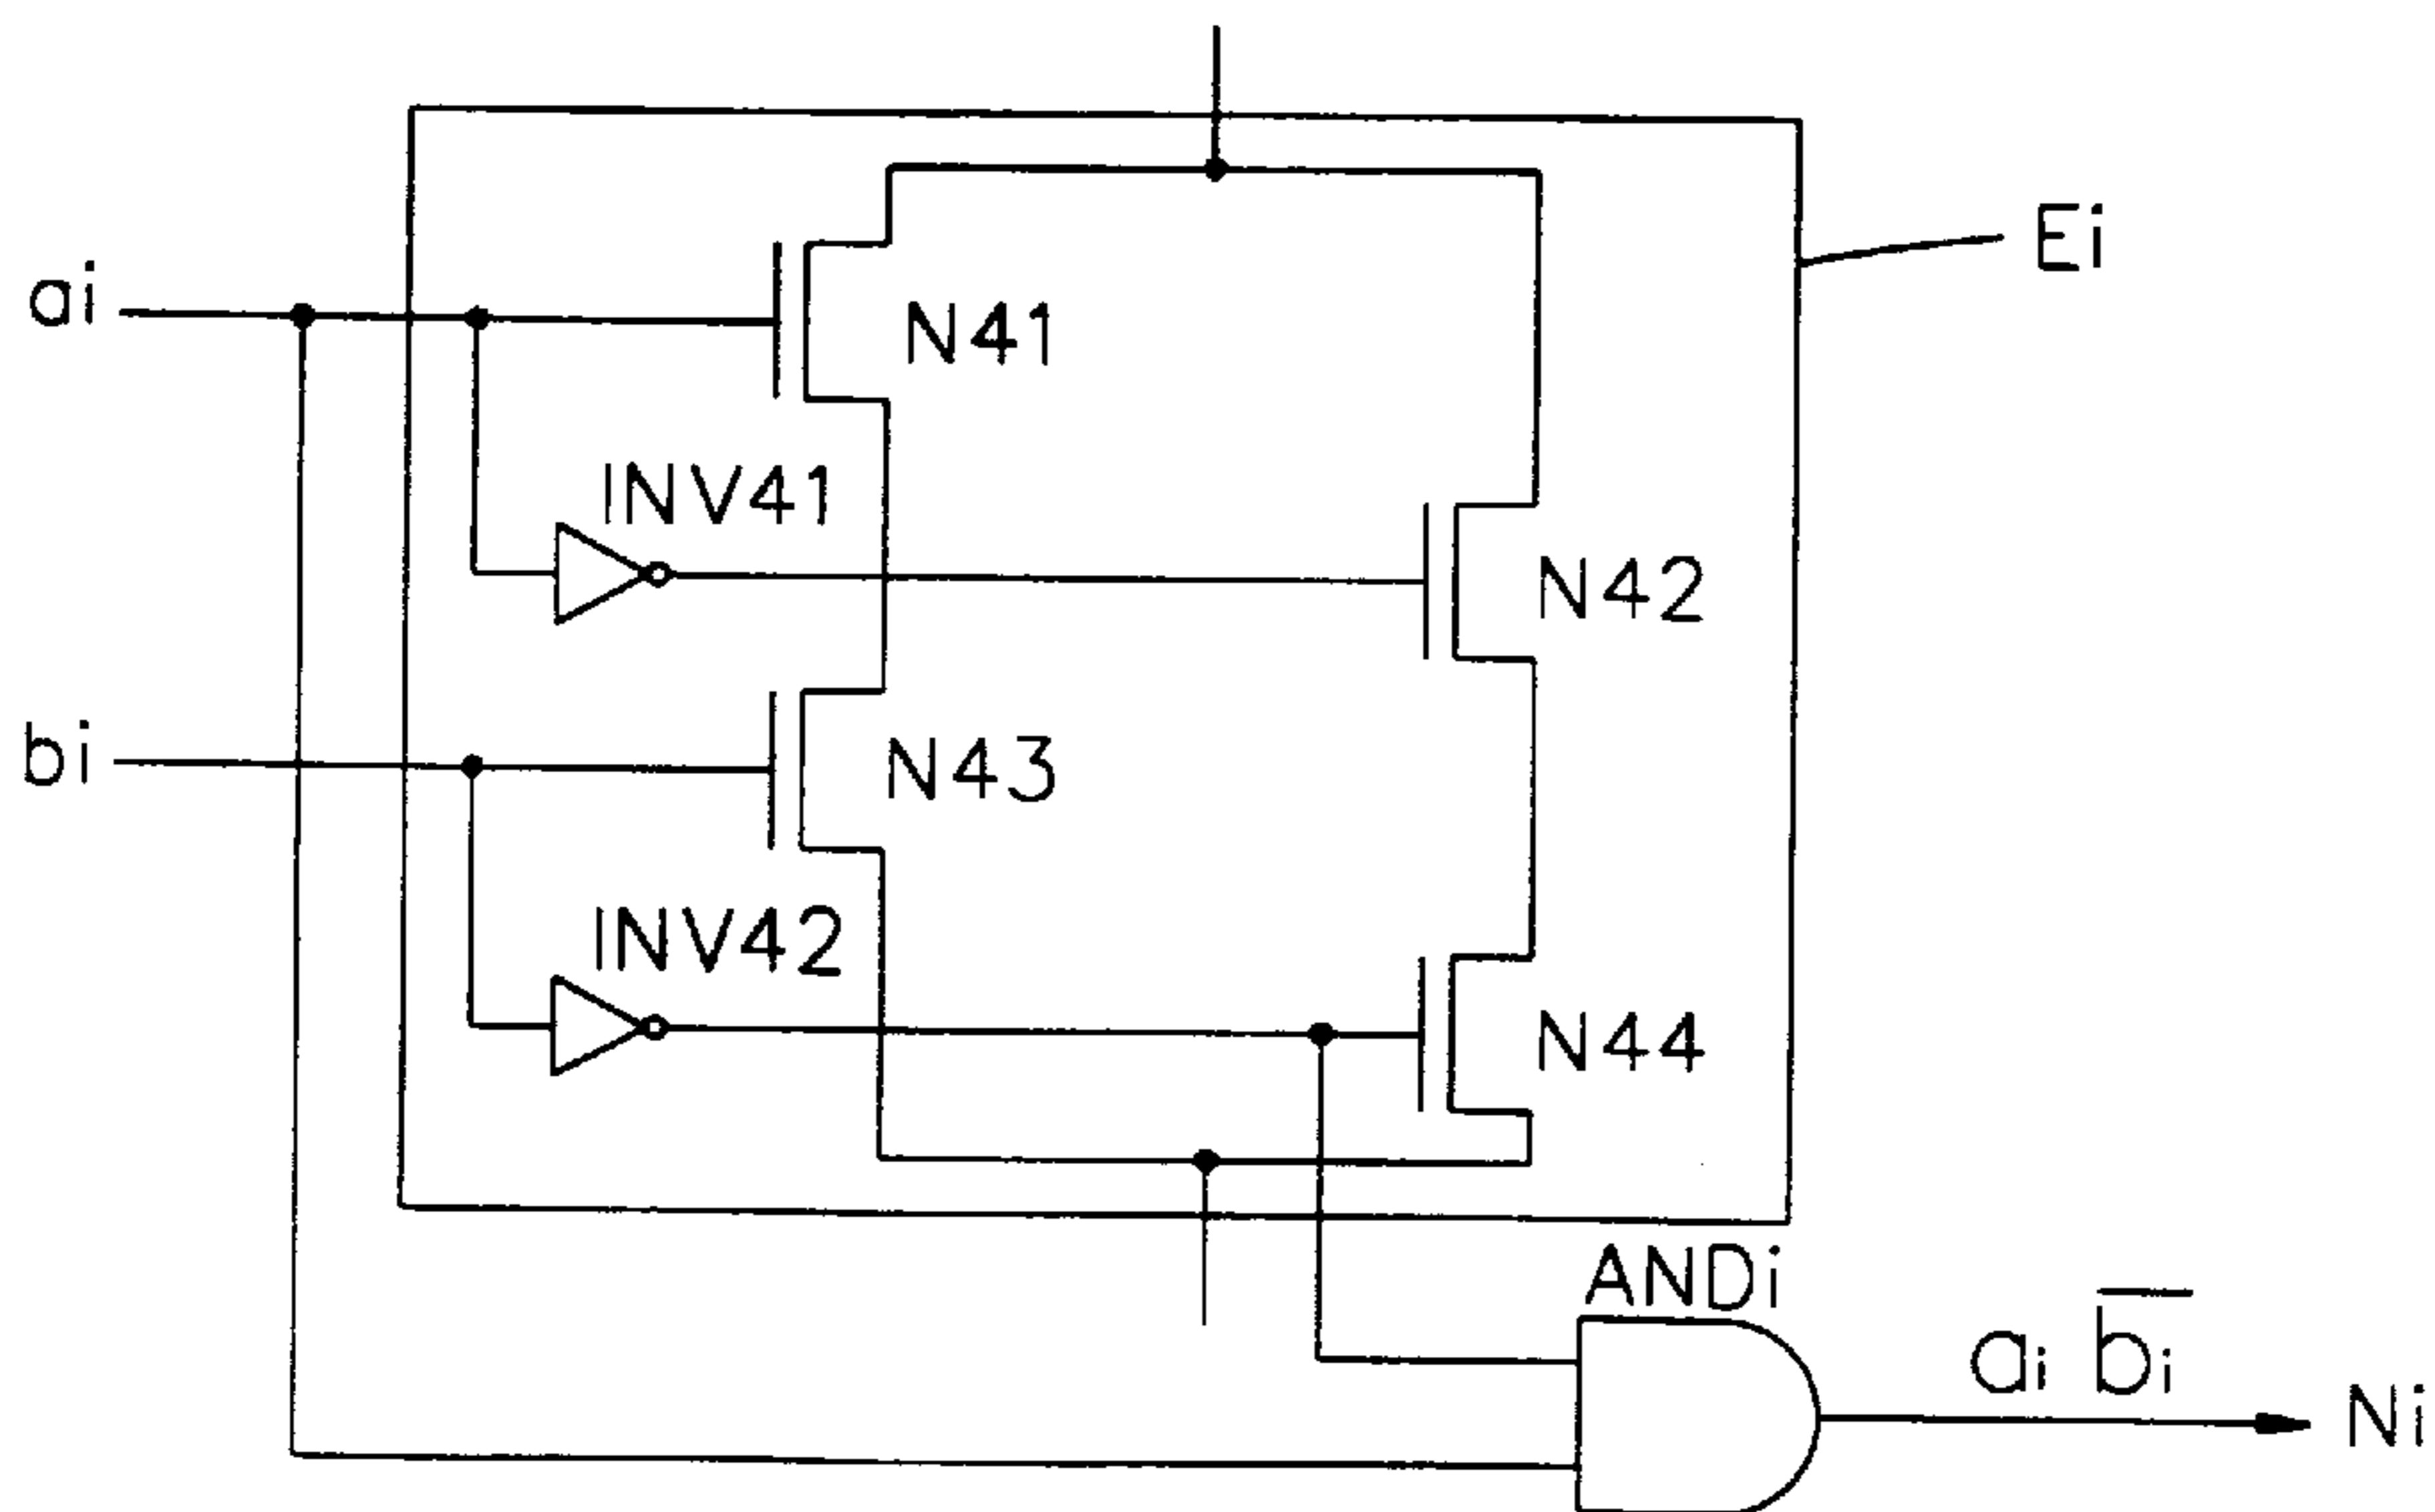 Ei
ai
N41
INV41
N42
bi
N43
INV42
N44
ANDi
ai b̅i̅
Ni